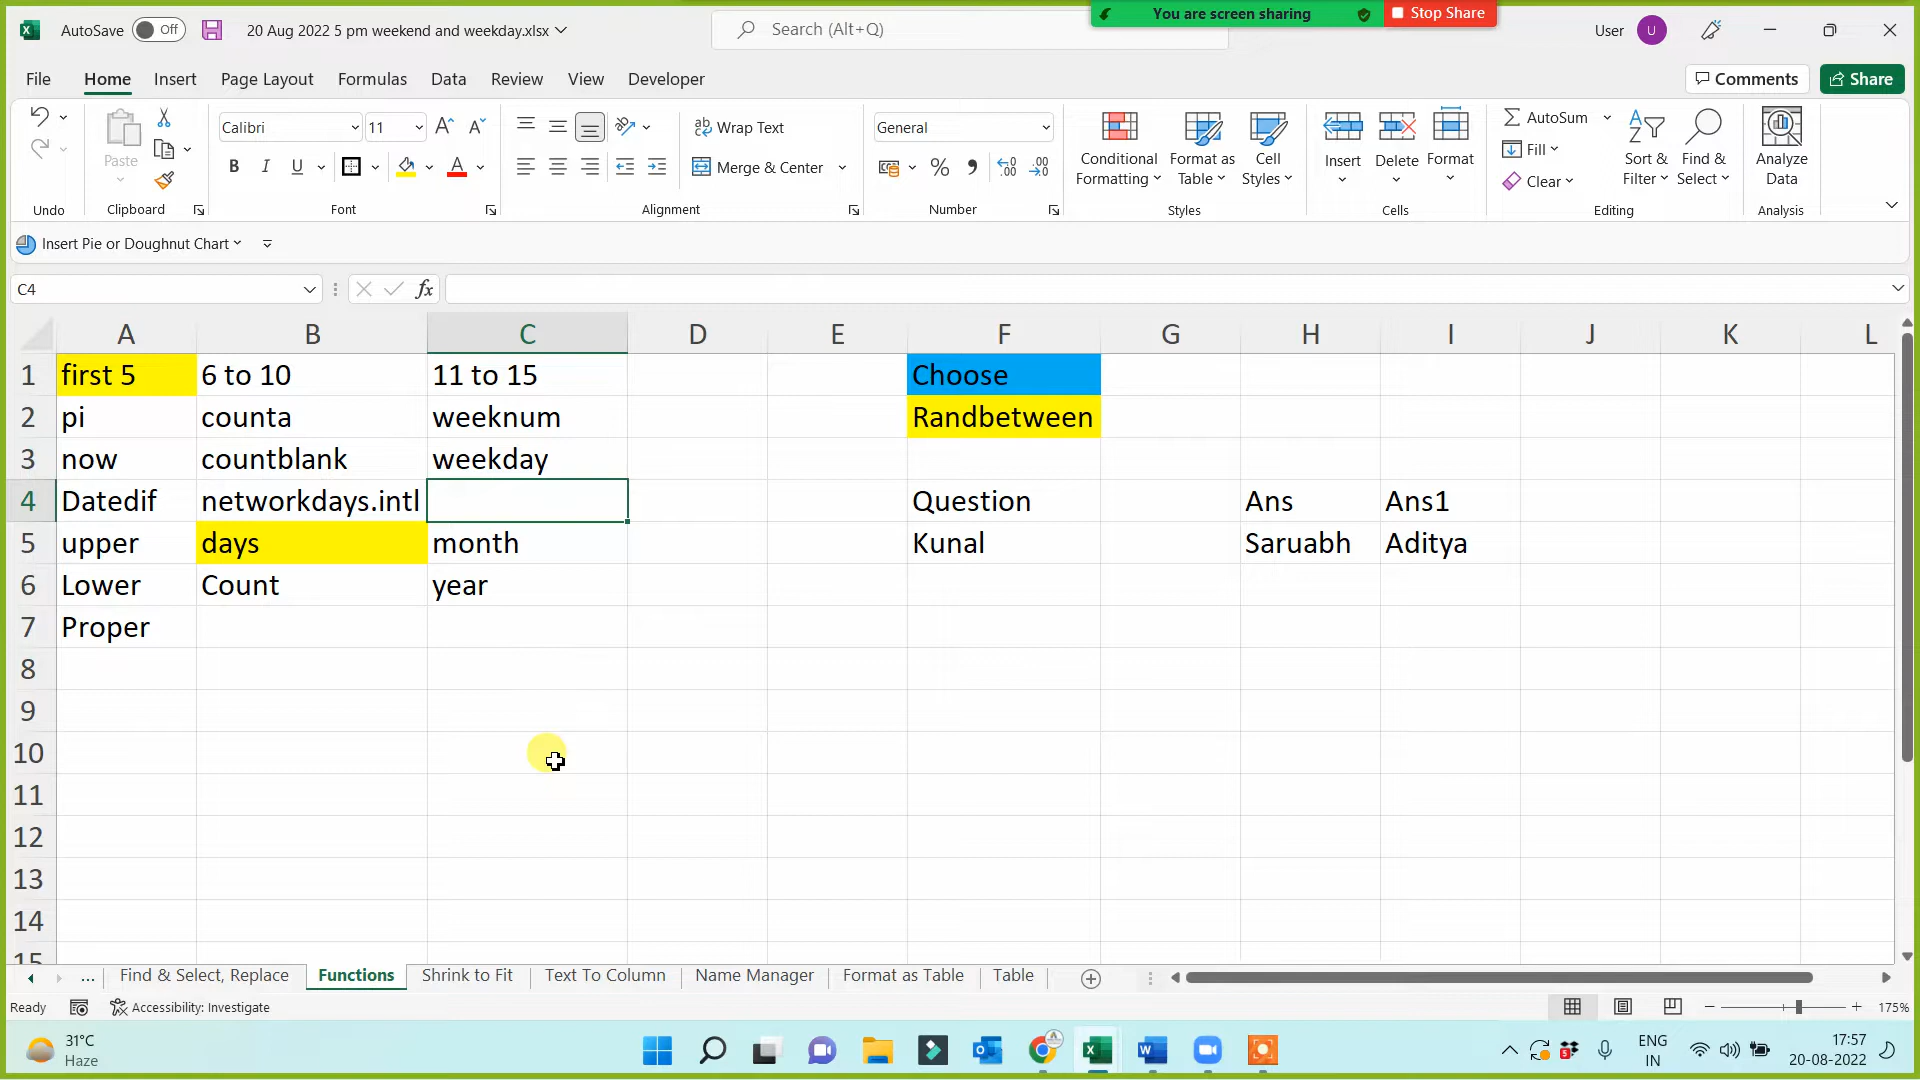 You are screen sharing
Stop Share
AutoSave Off 20 Aug 2022 5 pm weekend and weekday.xlsx Search (Alt+Q) User U
File Home Insert Page Layout Formulas Data Review View Developer Comments Share
Calibri 11 Wrap Text General AutoSum
Paste B I U Merge & Center % Conditional Formatting Format as Table Cell Styles Insert Delete Format Fill Clear Sort & Filter Find & Select Analyze Data
Undo Clipboard Font Alignment Number Styles Cells Editing Analysis
Insert Pie or Doughnut Chart
C4 fx
A B C D E F G H I J K L
1 first 5 6 to 10 11 to 15 Choose
2 pi counta weeknum Randbetween
3 now countblank weekday
4 Datedif networkdays.intl Question Ans Ans1
5 upper days month Kunal Saruabh Aditya
6 Lower Count year
7 Proper
8
9
10
11
12
13
14
15
... Find & Select, Replace Functions Shrink to Fit Text To Column Name Manager Format as Table Table
Ready Accessibility: Investigate 175%
31°C
Haze
ENG
IN
17:57
20-08-2022